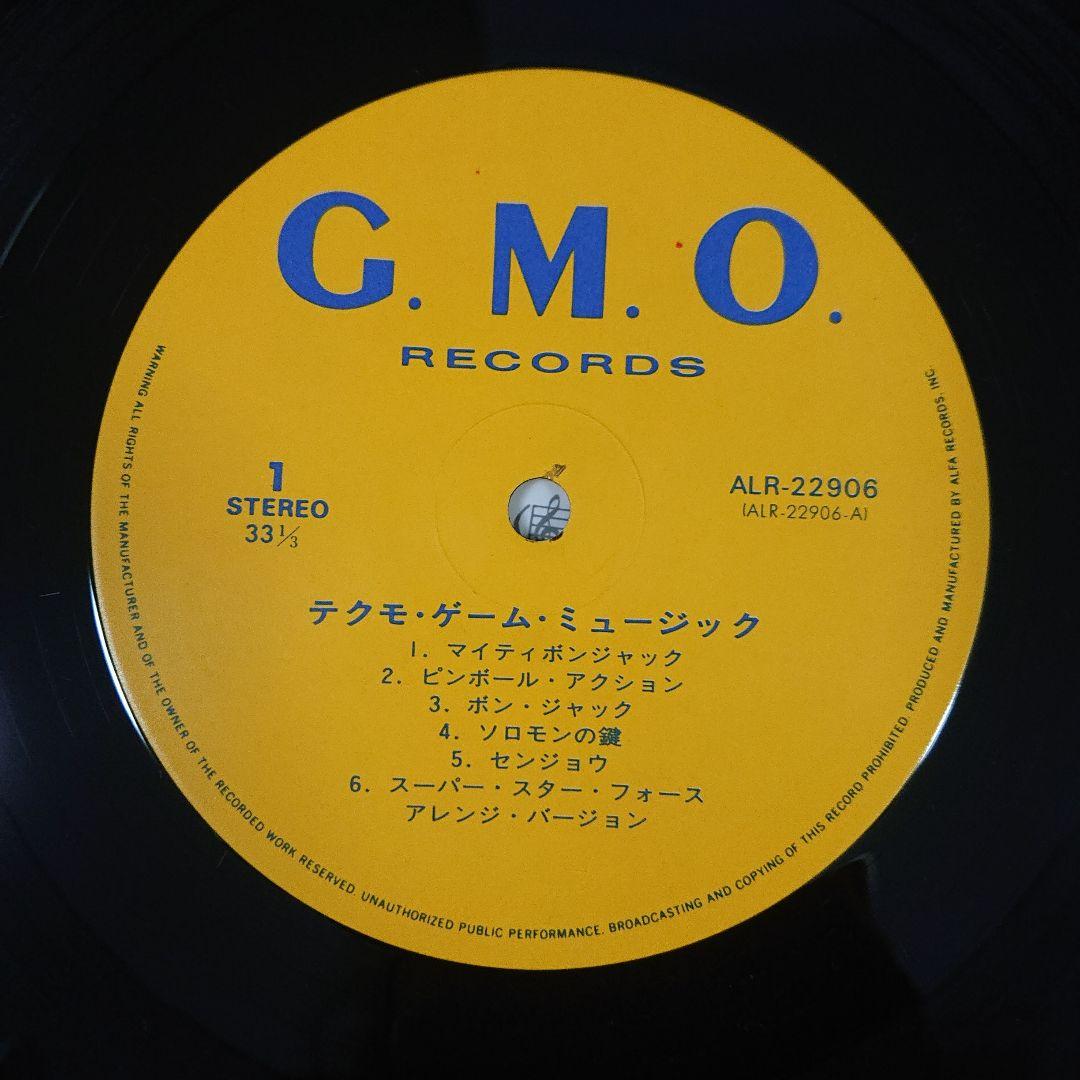 G. M. O.
RECORDS
1
STEREO
33 1/3
ALR-22906
(ALR-22906-A)
テクモ・ゲーム・ミュージック
1. マイティボンジャック
2. ピンボール・アクション
3. ボン・ジャック
4. ソロモンの鍵
5. センジョウ
6. スーパー・スター・フォース
アレンジ・バージョン
WARNING ALL RIGHTS OF THE MANUFACTURER AND OF THE OWNER OF THE RECORDED WORK RESERVED. UNAUTHORIZED PUBLIC PERFORMANCE. BROADCASTING AND COPYING OF THIS RECORD PROHIBITED. PRODUCED AND MANUFACTURED BY ALFA RECORDS, INC.